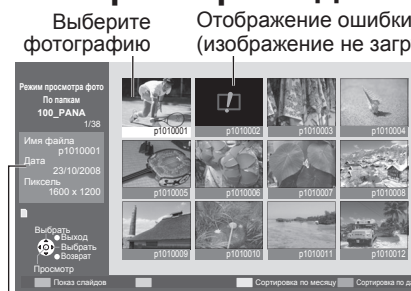 Выберите фотографию
Отображение ошибки
(изображение не загр
Режим просмотра фото
По папкам
100_PANA
1/38
Имя файла
p1010001
Дата
23/10/2008
Пиксель
1600 x 1200
Выбрать
Выход
Выбрать
Возврат
Просмотр
p1010001 p1010002 p1010003 p1010004
p1010005 p1010006 p1010007 p1010008
p1010009 p1010010 p1010011 p1010012
Показ слайдов
Сортировка по месяцу
Сортировка по